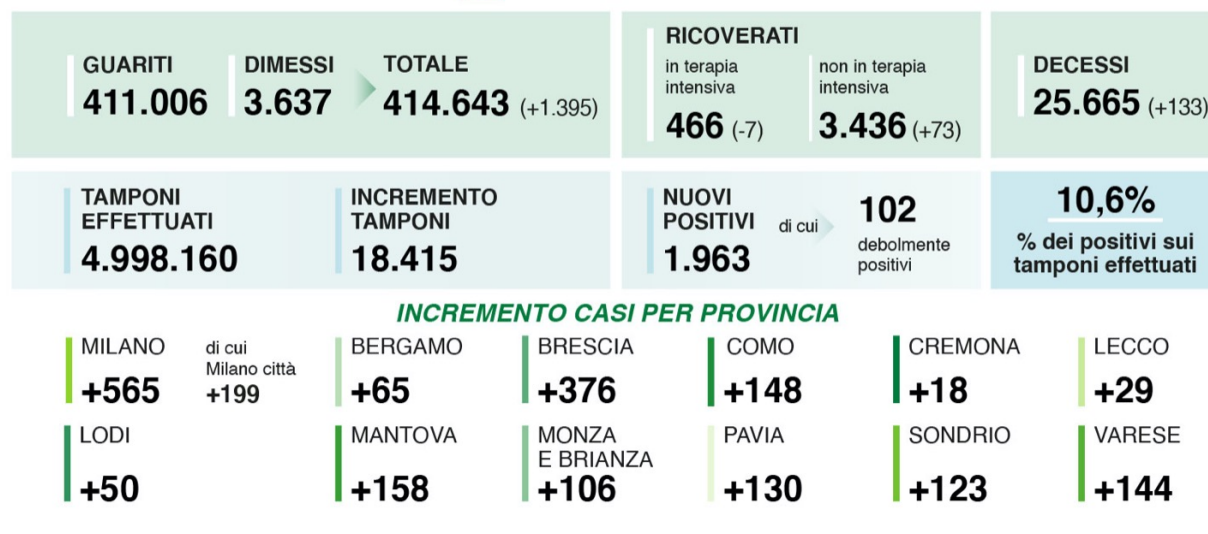 GUARITI
411.006
DIMESSI
3.637
TOTALE
414.643 (+1.395)
RICOVERATI
in terapia
intensiva
466 (-7)
non in terapia
intensiva
3.436 (+73)
DECESSI
25.665 (+133)
TAMPONI
EFFETTUATI
4.998.160
INCREMENTO
TAMPONI
18.415
NUOVI
POSITIVI
1.963
di cui
102
debolmente
positivi
10,6%
% dei positivi sui
tamponi effettuati
INCREMENTO CASI PER PROVINCIA
MILANO
+565
di cui
Milano città
+199
BERGAMO
+65
BRESCIA
+376
COMO
+148
CREMONA
+18
LECCO
+29
LODI
+50
MANTOVA
+158
MONZA
E BRIANZA
+106
PAVIA
+130
SONDRIO
+123
VARESE
+144